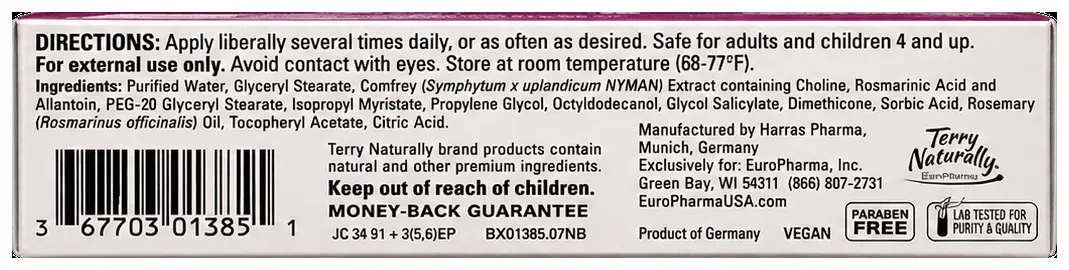 DIRECTIONS: Apply liberally several times daily, or as often as desired. Safe for adults and children 4 and up.
For external use only. Avoid contact with eyes. Store at room temperature (68-77ºF).
Ingredients: Purified Water, Glyceryl Stearate, Comfrey (Symphytum x uplandicum NYMAN) Extract containing Choline, Rosmarinic Acid and
Allantoin, PEG-20 Glyceryl Stearate, Isopropyl Myristate, Propylene Glycol, Octyldodecanol, Glycol Salicylate, Dimethicone, Sorbic Acid, Rosemary
(Rosmarinus officinalis) Oil, Tocopheryl Acetate, Citric Acid.
3 67703 01385 1
Terry Naturally brand products contain
natural and other premium ingredients.
Keep out of reach of children.
MONEY-BACK GUARANTEE
JC 34 91 + 3(5,6)EP BX01385.07NB
Manufactured by Harras Pharma,
Munich, Germany
Exclusively for: EuroPharma, Inc.
Green Bay, WI 54311 (866) 807-2731
EuroPharmaUSA.com
Product of Germany VEGAN
Terry
Naturally.
EuroPharma
PARABEN
FREE
LAB TESTED FOR
PURITY & QUALITY